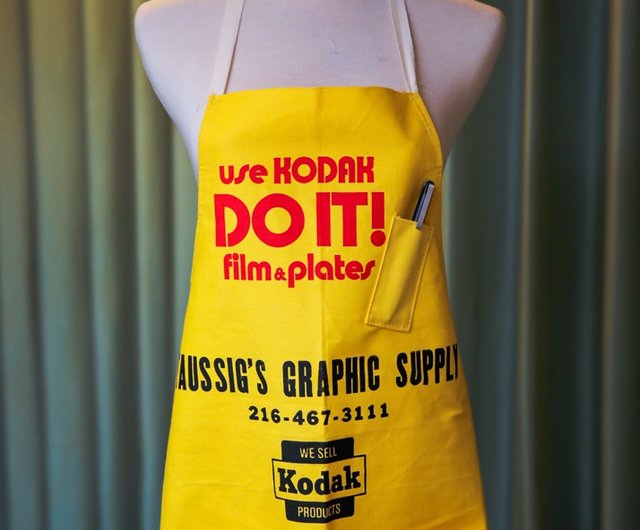 use KODAK
DO IT!
film & plates
AUSSIG'S GRAPHIC SUPPLY
216-467-3111
WE SELL
Kodak
PRODUCTS